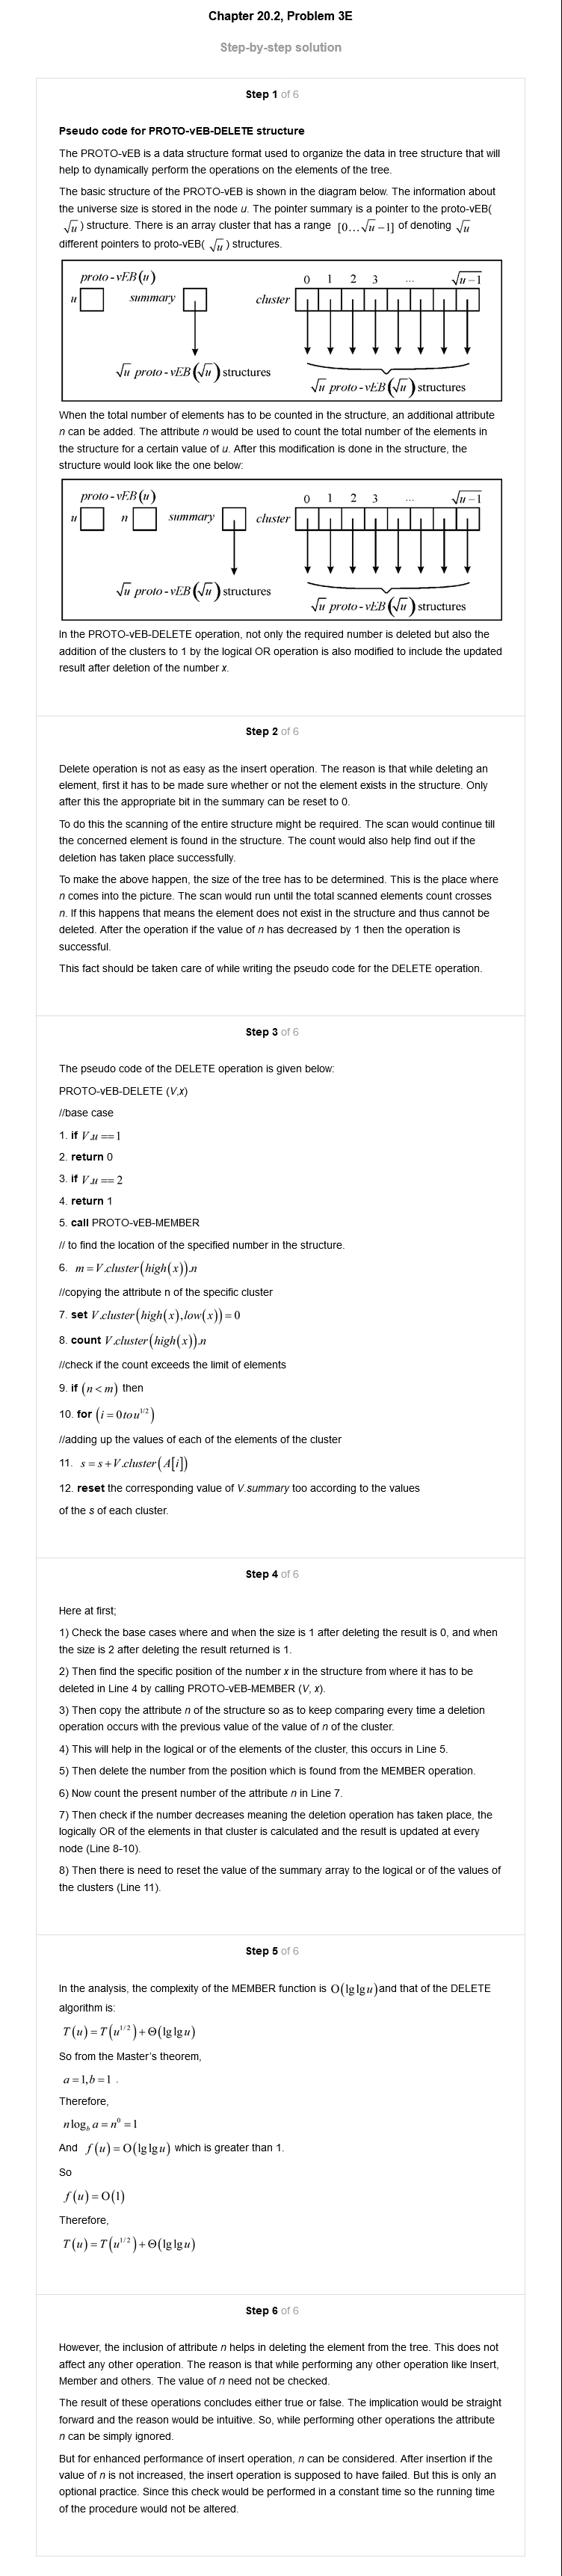 Chapter 20.2, Problem 3E
Step-by-step solution
Step 1 of 6
Pseudo code for PROTO-vEB-DELETE structure
The PROTO-vEB is a data structure format used to organize the data in tree structure that will
help to dynamically perform the operations on the elements of the tree.
The basic structure of the PROTO-vEB is shown in the diagram below. The information about
the universe size is stored in the node u. The pointer summary is a pointer to the proto-vEB(
√u ) structure. There is an array cluster that has a range [0…√u −1] of denoting √u
different pointers to proto-vEB( √u ) structures.
proto-vEB(u)
0 1 2 3 ... √u−1
u summary cluster
√u proto-vEB(√u) structures
√u proto-vEB(√u) structures
When the total number of elements has to be counted in the structure, an additional attribute
n can be added. The attribute n would be used to count the total number of the elements in
the structure for a certain value of u. After this modification is done in the structure, the
structure would look like the one below:
proto-vEB(u)
0 1 2 3 ... √u−1
u n summary cluster
√u proto-vEB(√u) structures
√u proto-vEB(√u) structures
In the PROTO-vEB-DELETE operation, not only the required number is deleted but also the
addition of the clusters to 1 by the logical OR operation is also modified to include the updated
result after deletion of the number x.
Step 2 of 6
Delete operation is not as easy as the insert operation. The reason is that while deleting an
element, first it has to be made sure whether or not the element exists in the structure. Only
after this the appropriate bit in the summary can be reset to 0.
To do this the scanning of the entire structure might be required. The scan would continue till
the concerned element is found in the structure. The count would also help find out if the
deletion has taken place successfully.
To make the above happen, the size of the tree has to be determined. This is the place where
n comes into the picture. The scan would run until the total scanned elements count crosses
n. If this happens that means the element does not exist in the structure and thus cannot be
deleted. After the operation if the value of n has decreased by 1 then the operation is
successful.
This fact should be taken care of while writing the pseudo code for the DELETE operation.
Step 3 of 6
The pseudo code of the DELETE operation is given below:
PROTO-vEB-DELETE (V,x)
//base case
1. if V.u == 1
2. return 0
3. if V.u == 2
4. return 1
5. call PROTO-vEB-MEMBER
// to find the location of the specified number in the structure.
6. m = V.cluster(high(x)).n
//copying the attribute n of the specific cluster
7. set V.cluster(high(x),low(x)) = 0
8. count V.cluster(high(x)).n
//check if the count exceeds the limit of elements
9. if (n < m) then
10. for (i = 0 to u^{1/2})
//adding up the values of each of the elements of the cluster
11. s = s + V.cluster(A[i])
12. reset the corresponding value of V.summary too according to the values
of the s of each cluster.
Step 4 of 6
Here at first;
1) Check the base cases where and when the size is 1 after deleting the result is 0, and when
the size is 2 after deleting the result returned is 1.
2) Then find the specific position of the number x in the structure from where it has to be
deleted in Line 4 by calling PROTO-vEB-MEMBER (V, x).
3) Then copy the attribute n of the structure so as to keep comparing every time a deletion
operation occurs with the previous value of the value of n of the cluster.
4) This will help in the logical or of the elements of the cluster, this occurs in Line 5.
5) Then delete the number from the position which is found from the MEMBER operation.
6) Now count the present number of the attribute n in Line 7.
7) Then check if the number decreases meaning the deletion operation has taken place, the
logically OR of the elements in that cluster is calculated and the result is updated at every
node (Line 8-10).
8) Then there is need to reset the value of the summary array to the logical or of the values of
the clusters (Line 11).
Step 5 of 6
In the analysis, the complexity of the MEMBER function is O(lg lg u) and that of the DELETE
algorithm is:
T(u) = T(u^{1/2}) + Θ(lg lg u)
So from the Master's theorem,
a = 1, b = 1 .
Therefore,
n log_b a = n^0 = 1
And f(u) = O(lg lg u) which is greater than 1.
So
f(u) = O(1)
Therefore,
T(u) = T(u^{1/2}) + Θ(lg lg u)
Step 6 of 6
However, the inclusion of attribute n helps in deleting the element from the tree. This does not
affect any other operation. The reason is that while performing any other operation like Insert,
Member and others. The value of n need not be checked.
The result of these operations concludes either true or false. The implication would be straight
forward and the reason would be intuitive. So, while performing other operations the attribute
n can be simply ignored.
But for enhanced performance of insert operation, n can be considered. After insertion if the
value of n is not increased, the insert operation is supposed to have failed. But this is only an
optional practice. Since this check would be performed in a constant time so the running time
of the procedure would not be altered.